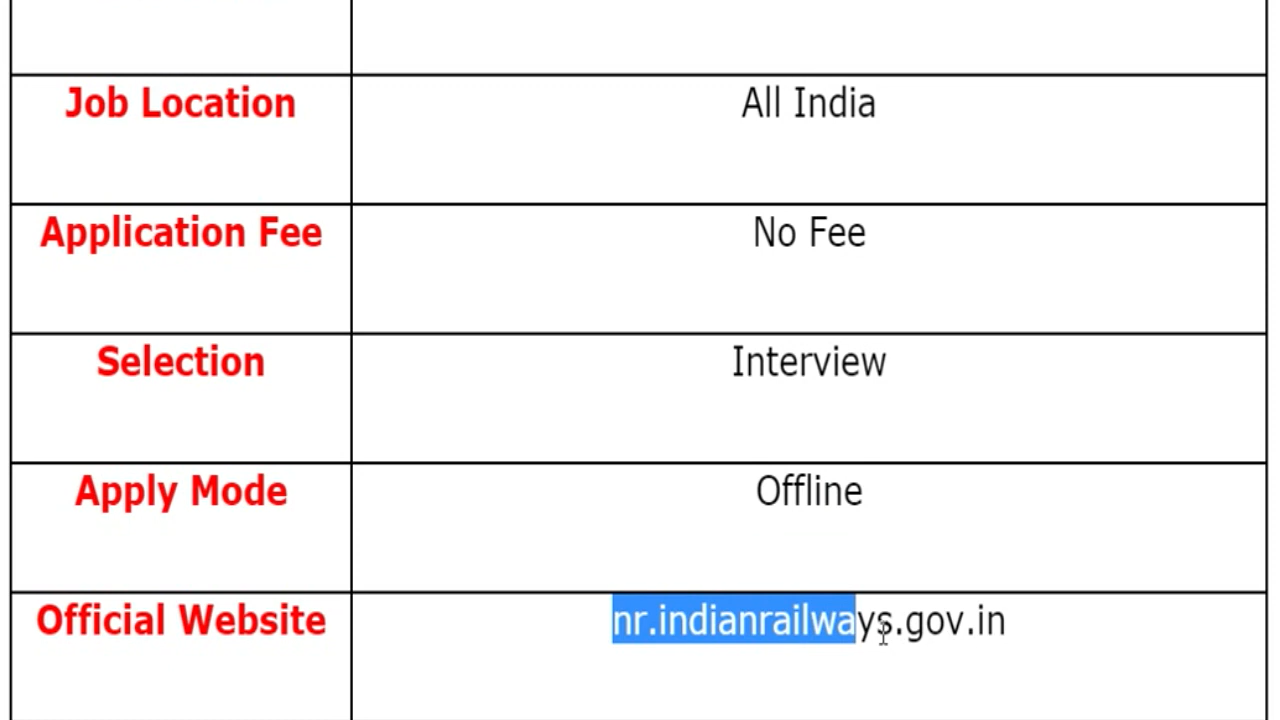 Job Location All India
Application Fee No Fee
Selection Interview
Apply Mode Offline
Official Website nr.indianrailways.gov.in